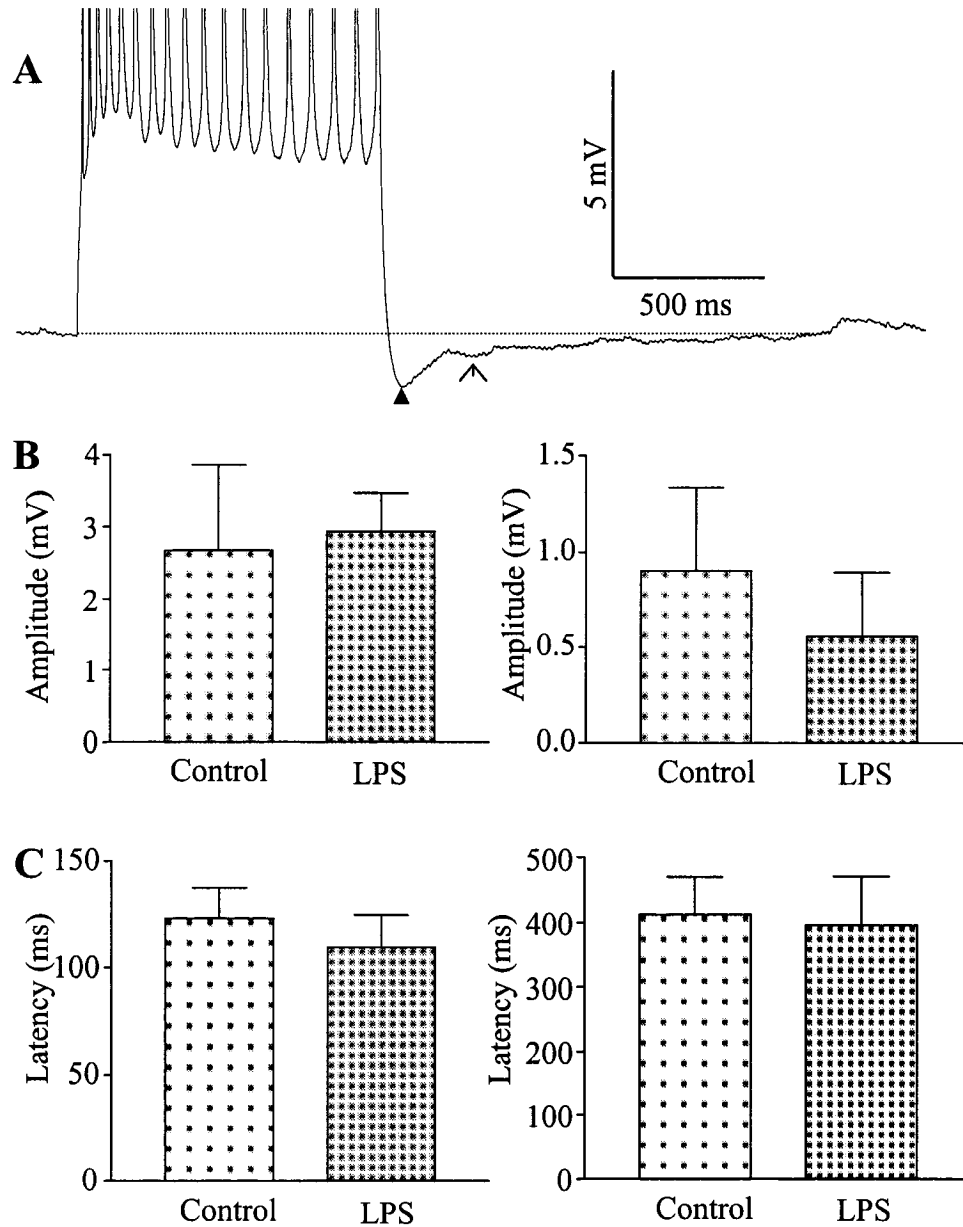 A
5 mV
500 ms
B
Amplitude (mV)
4
3
2
1
0
Control
LPS
Amplitude (mV)
1.5
1.0
0.5
0.0
Control
LPS
C
Latency (ms)
150
100
50
0
Control
LPS
Latency (ms)
500
400
300
200
100
0
Control
LPS